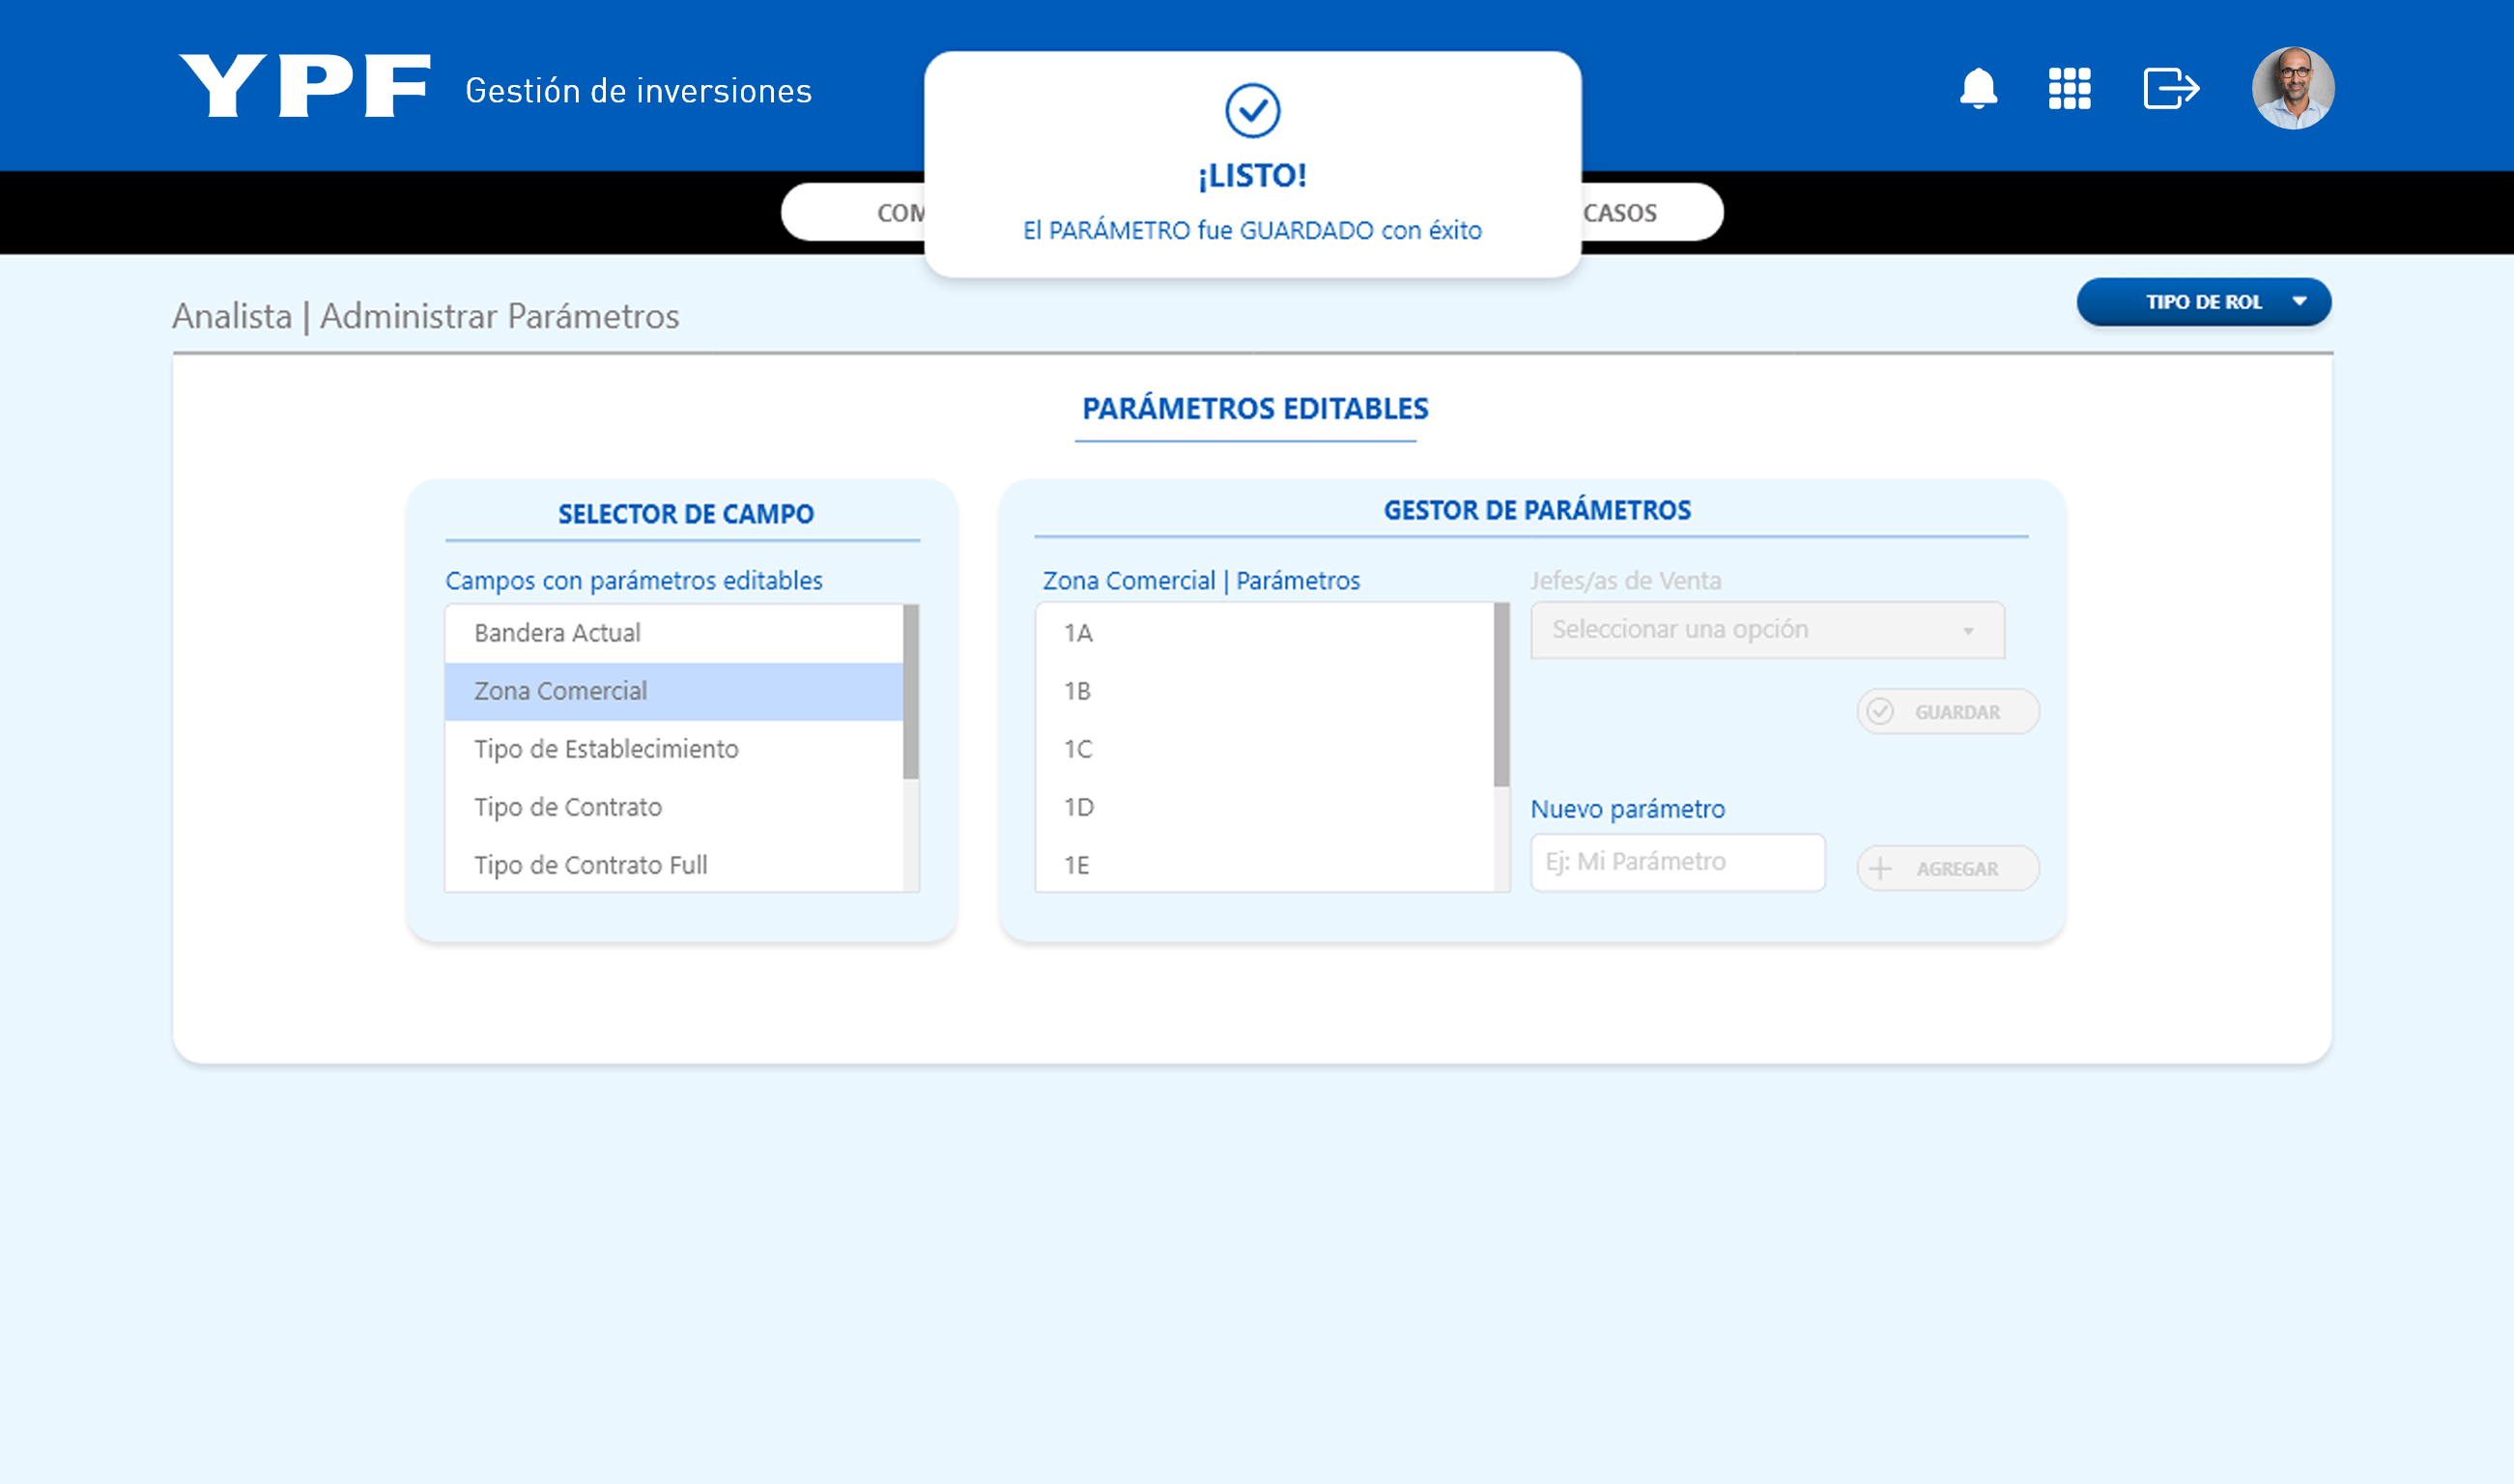 YPF Gestión de inversiones
¡LISTO!
El PARÁMETRO fue GUARDADO con éxito
COM
CASOS
Analista | Administrar Parámetros
TIPO DE ROL
PARÁMETROS EDITABLES
SELECTOR DE CAMPO
Campos con parámetros editables
Bandera Actual
Zona Comercial
Tipo de Establecimiento
Tipo de Contrato
Tipo de Contrato Full
GESTOR DE PARÁMETROS
Zona Comercial | Parámetros
1A
1B
1C
1D
1E
Jefes/as de Venta
Seleccionar una opción
GUARDAR
Nuevo parámetro
Ej: Mi Parámetro
AGREGAR